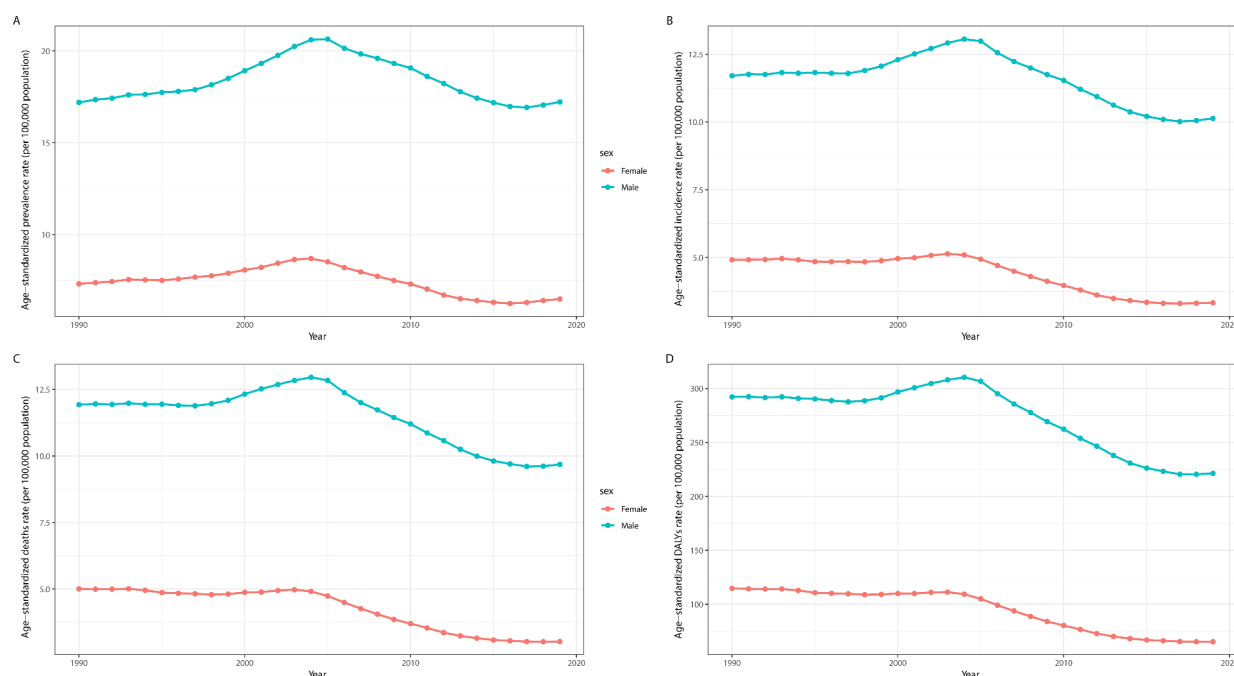 A
Age−standardized prevalence rate (per 100,000 population)
20
15
10
1990
2000
2010
2020
Year
sex
Female
Male
B
Age−standardized incidence rate (per 100,000 population)
12.5
10.0
7.5
5.0
1990
2000
2010
202
Year
C
Age−standardized deaths rate (per 100,000 population)
12.5
10.0
7.5
5.0
1990
2000
2010
2020
Year
sex
Female
Male
D
Age−standardized DALYs rate (per 100,000 population)
300
250
200
150
100
1990
2000
2010
202
Year